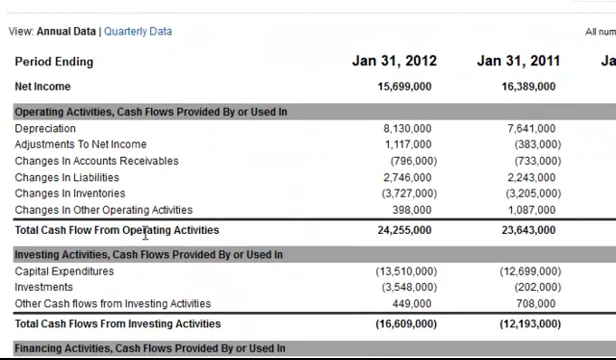 View: Annual Data | Quarterly Data All num
Period Ending Jan 31, 2012 Jan 31, 2011 Ja
Net Income 15,699,000 16,389,000
Operating Activities, Cash Flows Provided By or Used In
Depreciation 8,130,000 7,641,000
Adjustments To Net Income 1,117,000 (383,000)
Changes In Accounts Receivables (796,000) (733,000)
Changes In Liabilities 2,746,000 2,243,000
Changes In Inventories (3,727,000) (3,205,000)
Changes In Other Operating Activities 398,000 1,087,000
Total Cash Flow From Operating Activities 24,255,000 23,643,000
Investing Activities, Cash Flows Provided By or Used In
Capital Expenditures (13,510,000) (12,699,000)
Investments (3,548,000) (202,000)
Other Cash flows from Investing Activities 449,000 708,000
Total Cash Flows From Investing Activities (16,609,000) (12,193,000)
Financing Activities, Cash Flows Provided By or Used In